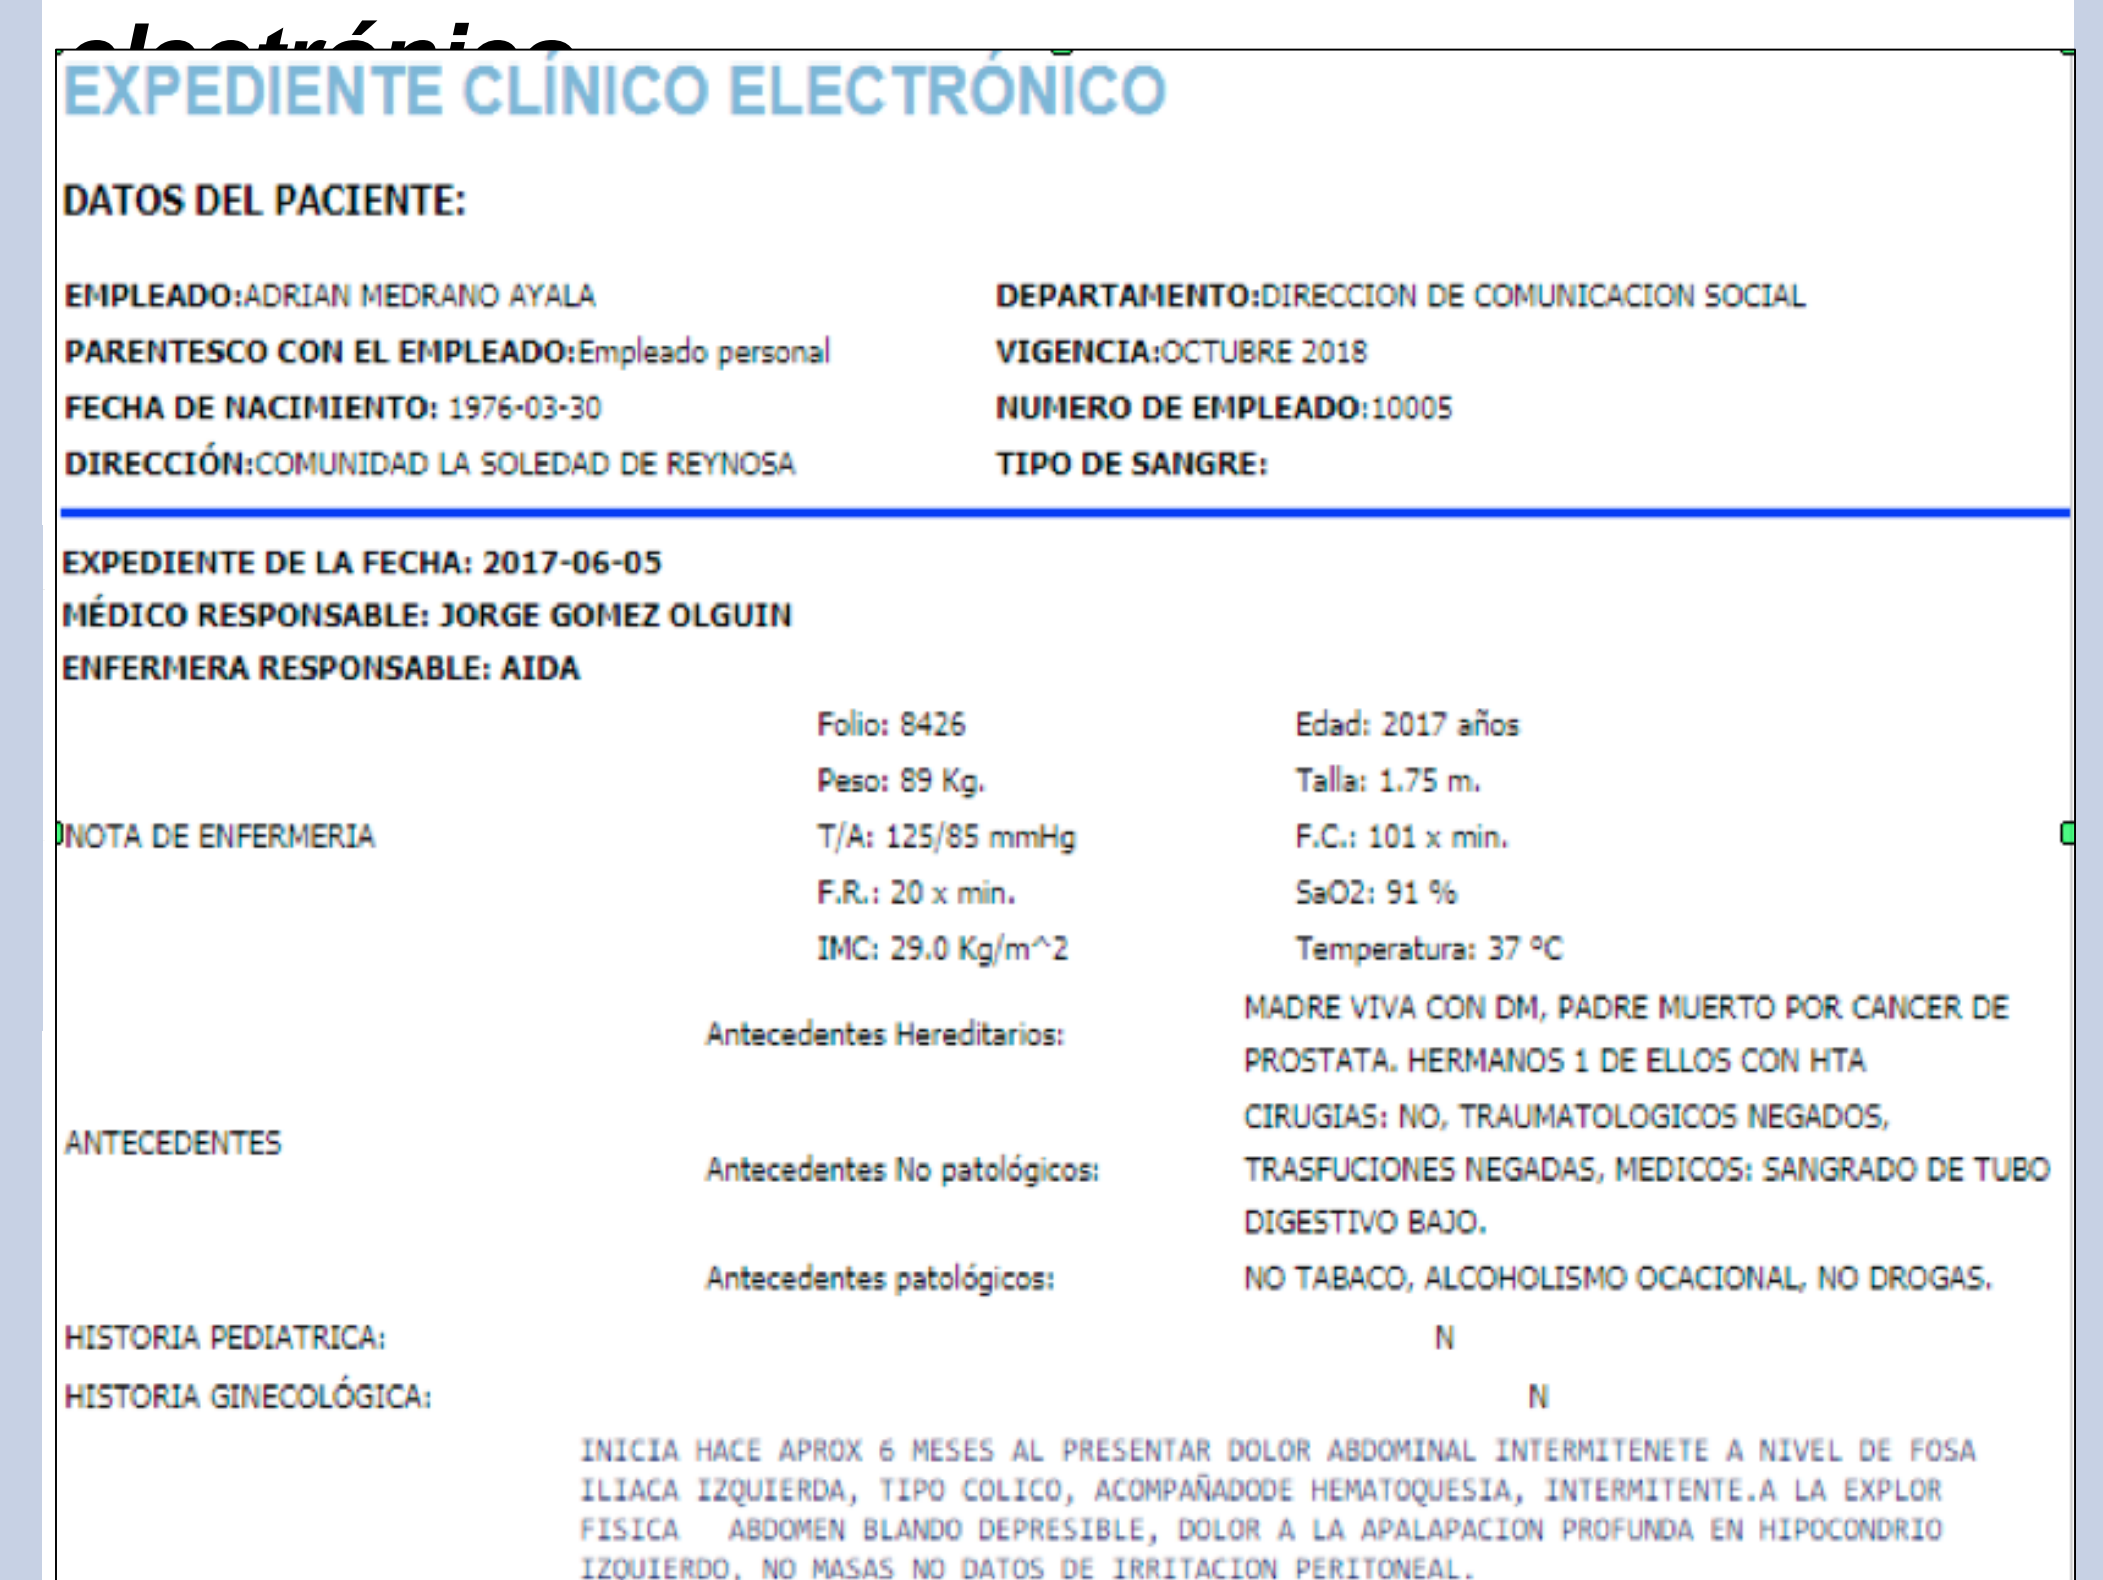 electrónico
EXPEDIENTE CLÍNICO ELECTRÓNICO
DATOS DEL PACIENTE:
EMPLEADO:ADRIAN MEDRANO AYALA DEPARTAMENTO:DIRECCION DE COMUNICACION SOCIAL
PARENTESCO CON EL EMPLEADO:Empleado personal VIGENCIA:OCTUBRE 2018
FECHA DE NACIMIENTO: 1976-03-30 NUMERO DE EMPLEADO:10005
DIRECCIÓN:COMUNIDAD LA SOLEDAD DE REYNOSA TIPO DE SANGRE:
EXPEDIENTE DE LA FECHA: 2017-06-05
MÉDICO RESPONSABLE: JORGE GOMEZ OLGUIN
ENFERMERA RESPONSABLE: AIDA
Folio: 8426 Edad: 2017 años
Peso: 89 Kg. Talla: 1.75 m.
NOTA DE ENFERMERIA T/A: 125/85 mmHg F.C.: 101 x min.
F.R.: 20 x min. SaO2: 91 %
IMC: 29.0 Kg/m^2 Temperatura: 37 ºC
ANTECEDENTES
Antecedentes Hereditarios: MADRE VIVA CON DM, PADRE MUERTO POR CANCER DE
PROSTATA. HERMANOS 1 DE ELLOS CON HTA
Antecedentes No patológicos: CIRUGIAS: NO, TRAUMATOLOGICOS NEGADOS,
TRASFUCIONES NEGADAS, MEDICOS: SANGRADO DE TUBO
DIGESTIVO BAJO.
Antecedentes patológicos: NO TABACO, ALCOHOLISMO OCACIONAL, NO DROGAS.
HISTORIA PEDIATRICA: N
HISTORIA GINECOLÓGICA: N
INICIA HACE APROX 6 MESES AL PRESENTAR DOLOR ABDOMINAL INTERMITENETE A NIVEL DE FOSA
ILIACA IZQUIERDA, TIPO COLICO, ACOMPAÑADODE HEMATOQUESIA, INTERMITENTE.A LA EXPLOR
FISICA ABDOMEN BLANDO DEPRESIBLE, DOLOR A LA APALAPACION PROFUNDA EN HIPOCONDRIO
IZQUIERDO, NO MASAS NO DATOS DE IRRITACION PERITONEAL.